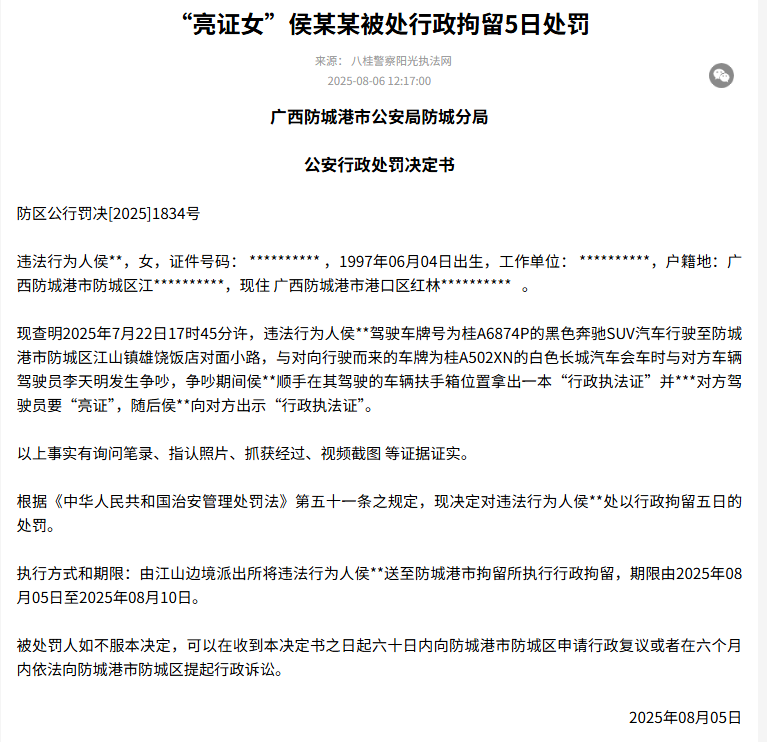 “亮证女”侯某某被处行政拘留5日处罚
来源： 八桂警察阳光执法网
2025-08-06 12:17:00
广西防城港市公安局防城分局
公安行政处罚决定书
防区公行罚决[2025]1834号
违法行为人侯**，女，证件号码： ********** ，1997年06月04日出生，工作单位： **********，户籍地：广
西防城港市防城区江**********，现住 广西防城港市港口区红林********** 。
现查明2025年7月22日17时45分许，违法行为人侯**驾驶车牌号为桂A6874P的黑色奔驰SUV汽车行驶至防城
港市防城区江山镇雄饶饭店对面小路，与对向行驶而来的车牌为桂A502XN的白色长城汽车会车时与对方车辆
驾驶员李天明发生争吵，争吵期间侯**顺手在其驾驶的车辆扶手箱位置拿出一本“行政执法证”并***对方驾
驶员要“亮证”，随后侯**向对方出示“行政执法证”。
以上事实有询问笔录、指认照片、抓获经过、视频截图 等证据证实。
根据《中华人民共和国治安管理处罚法》第五十一条之规定，现决定对违法行为人侯**处以行政拘留五日的
处罚。
执行方式和期限：由江山边境派出所将违法行为人侯**送至防城港市拘留所执行行政拘留，期限由2025年08
月05日至2025年08月10日。
被处罚人如不服本决定，可以在收到本决定书之日起六十日内向防城港市防城区申请行政复议或者在六个月
内依法向防城港市防城区提起行政诉讼。
2025年08月05日